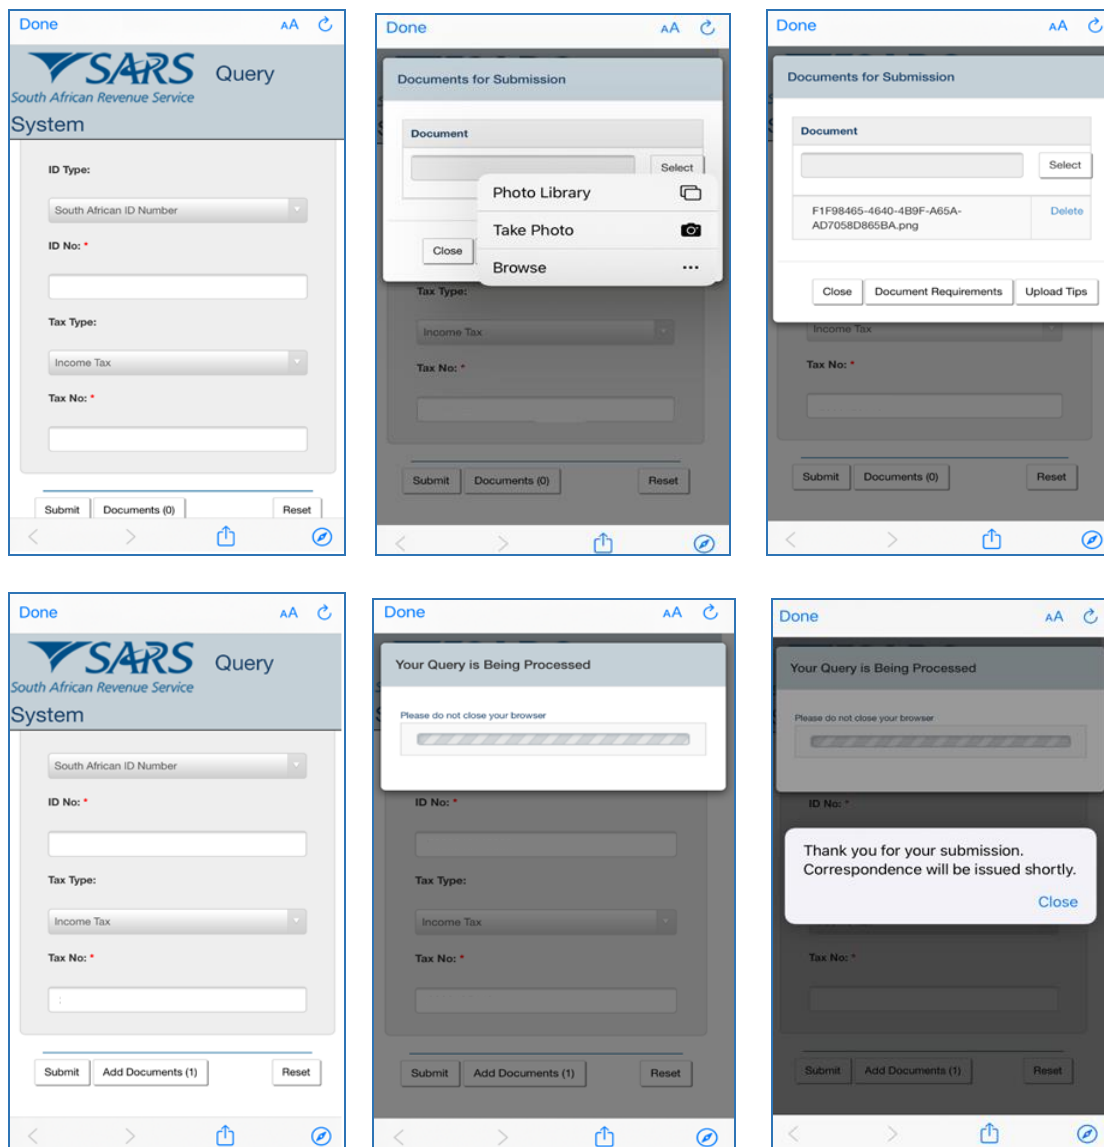 Done
AA
SARS Query
South African Revenue Service
System
ID Type:
South African ID Number
ID No: *
Tax Type:
Income Tax
Tax No: *
Submit
Documents (0)
Reset
Done
AA
Documents for Submission
Document
Select
Photo Library
Take Photo
Browse
Close
Tax Type:
Income Tax
Tax No: *
Submit
Documents (0)
Reset
Done
AA
Documents for Submission
Document
Select
F1F98465-4640-4B9F-A65A-
AD7058D865BA.png
Delete
Close
Document Requirements
Upload Tips
Income Tax
Tax No: *
Submit
Documents (0)
Reset
Done
AA
SARS Query
South African Revenue Service
System
South African ID Number
ID No: *
Tax Type:
Income Tax
Tax No: *
Submit
Add Documents (1)
Reset
Done
AA
Your Query is Being Processed
Please do not close your browser
ID No: *
Tax Type:
Income Tax
Tax No: *
Submit
Add Documents (1)
Reset
Done
AA
Your Query is Being Processed
Please do not close your browser
ID No: *
Thank you for your submission.
Correspondence will be issued shortly.
Close
Tax No: *
Submit
Add Documents (1)
Reset